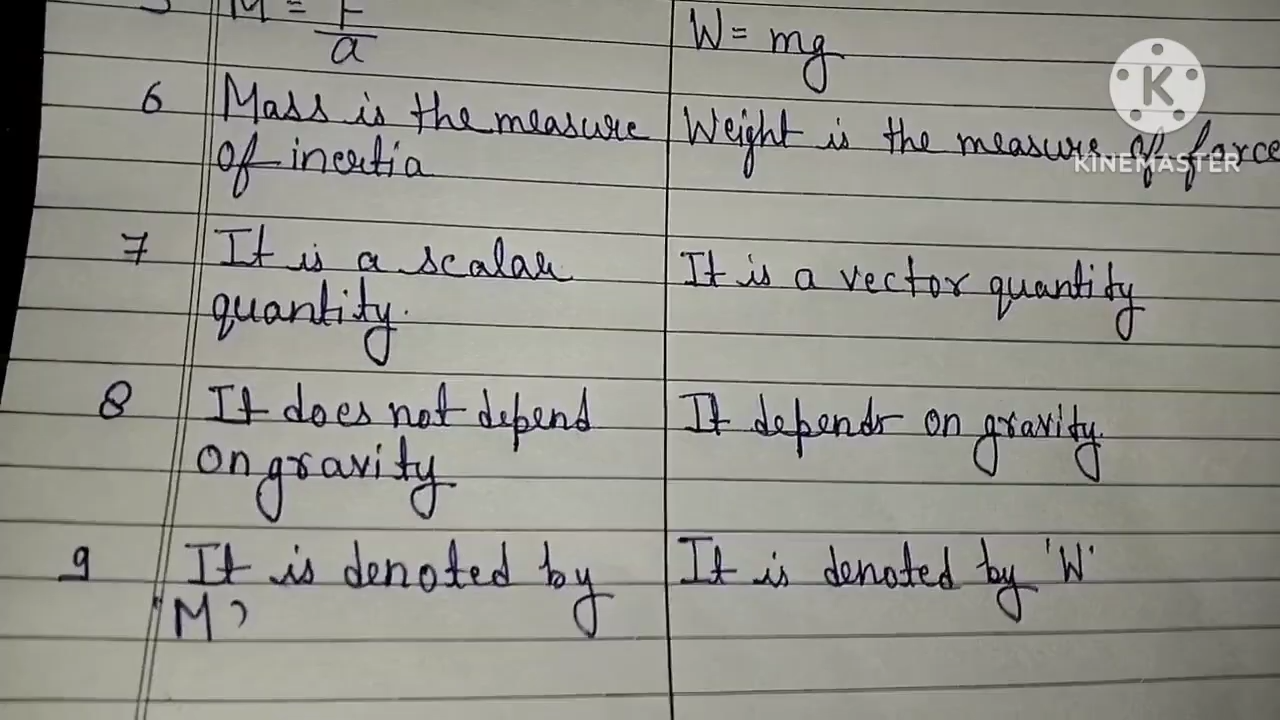 5 M = F/a W = mg
6 Mass is the measure Weight is the measure of force
of inertia
7 It is a scalar It is a vector quantity
quantity.
8 It does not depend It depends on gravity.
on gravity
9 It is denoted by It is denoted by 'W'
"M"
K
KINEMASTER